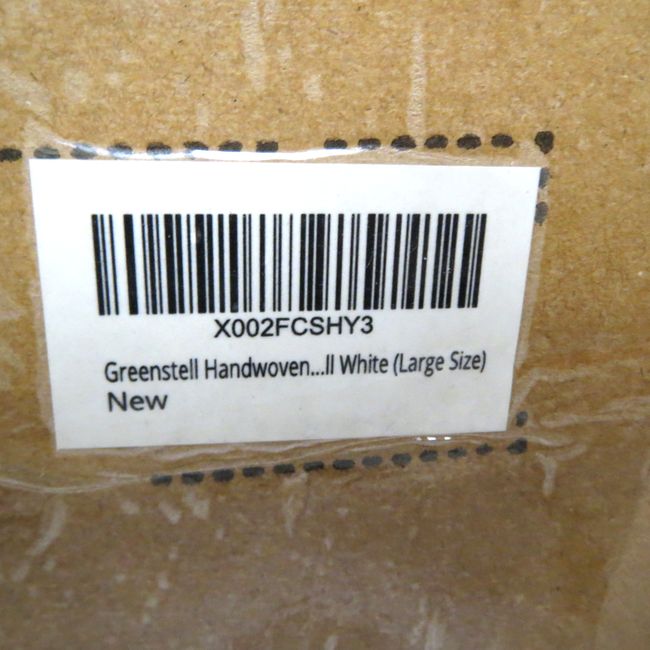 X002FCSHY3
Greenstell Handwoven...ll White (Large Size)
New